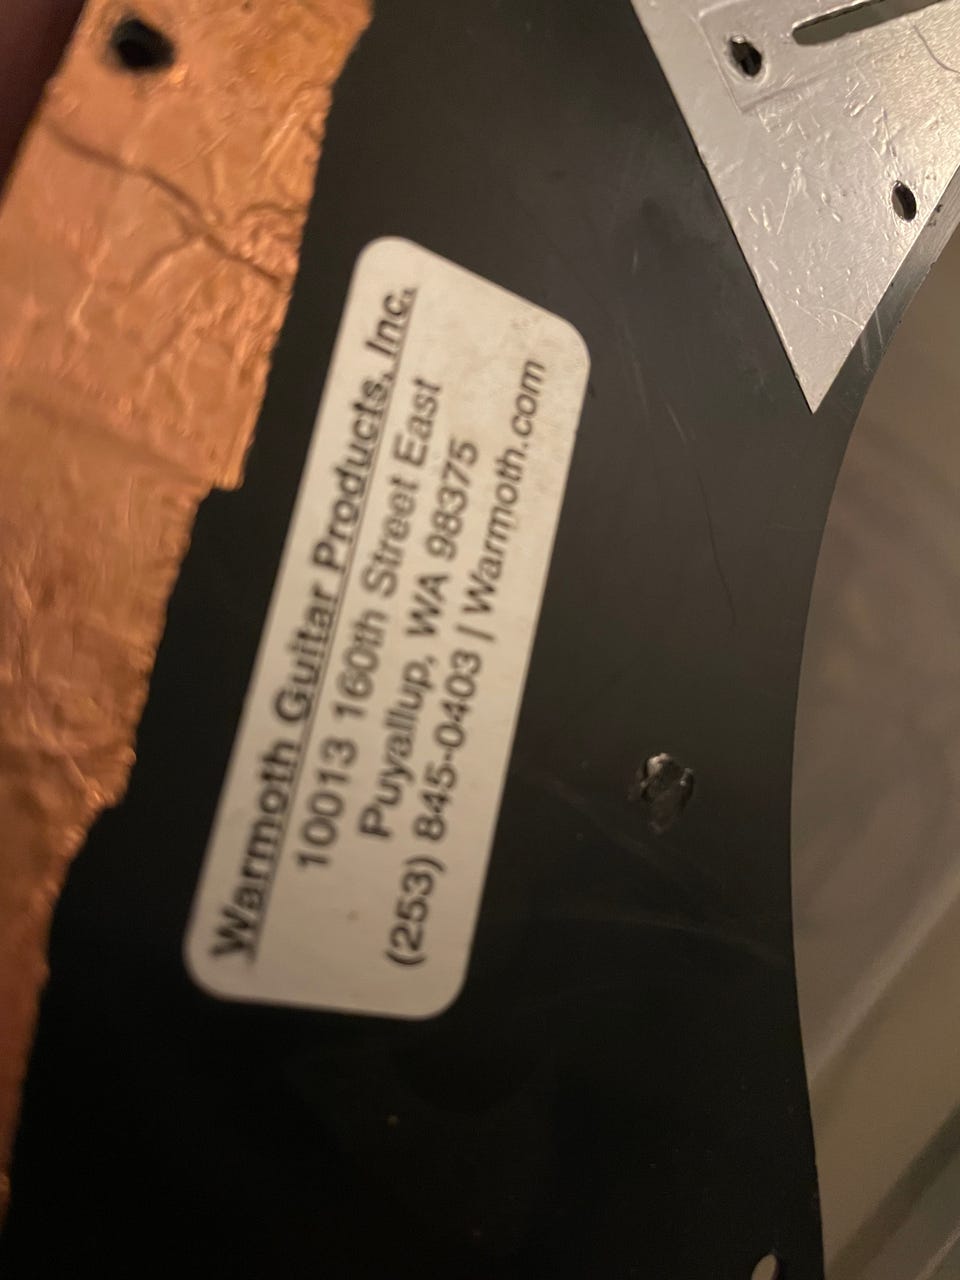 Warmoth Guitar Products, Inc.
10013 160th Street East
Puyallup, WA 98375
(253) 845-0403 | Warmoth.com